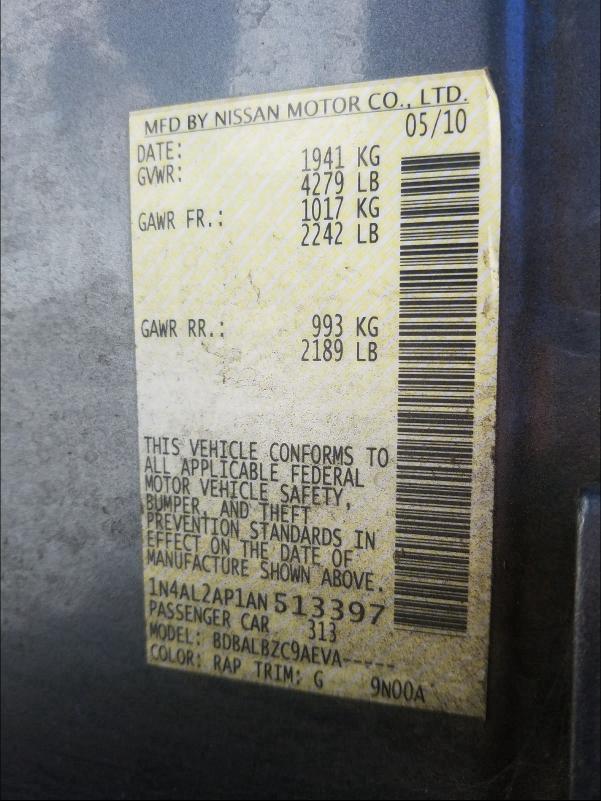 MFD BY NISSAN MOTOR CO., LTD.
DATE: 05/10
GVWR: 1941 KG
4279 LB
GAWR FR.: 1017 KG
2242 LB
GAWR RR.: 993 KG
2189 LB
THIS VEHICLE CONFORMS TO
ALL APPLICABLE FEDERAL
MOTOR VEHICLE SAFETY,
BUMPER, AND THEFT
PREVENTION STANDARDS IN
EFFECT ON THE DATE OF
MANUFACTURE SHOWN ABOVE.
1N4AL2AP1AN513397
PASSENGER CAR 313
MODEL: BDBALBZC9AEVA-----
COLOR: RAP TRIM: G 9N00A